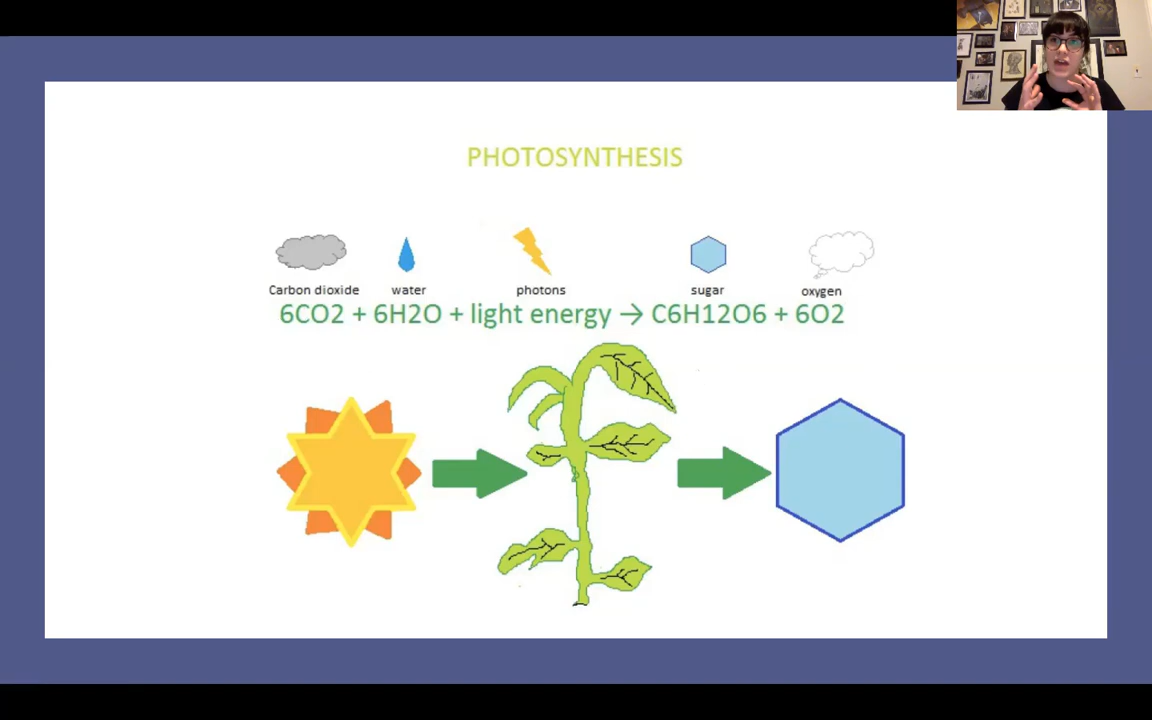 PHOTOSYNTHESIS
Carbon dioxide water photons sugar oxygen
6CO2 + 6H2O + light energy → C6H12O6 + 6O2